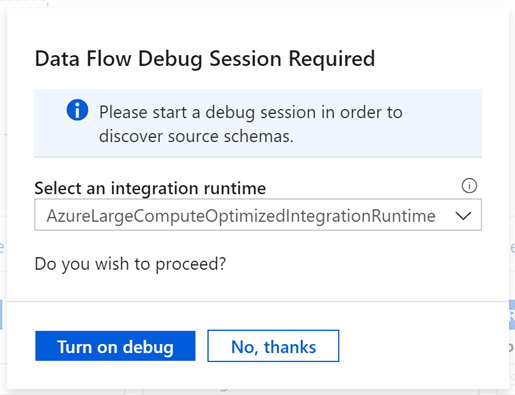 Data Flow Debug Session Required
Please start a debug session in order to
discover source schemas.
Select an integration runtime
AzureLargeComputeOptimizedIntegrationRuntime
Do you wish to proceed?
Turn on debug
No, thanks